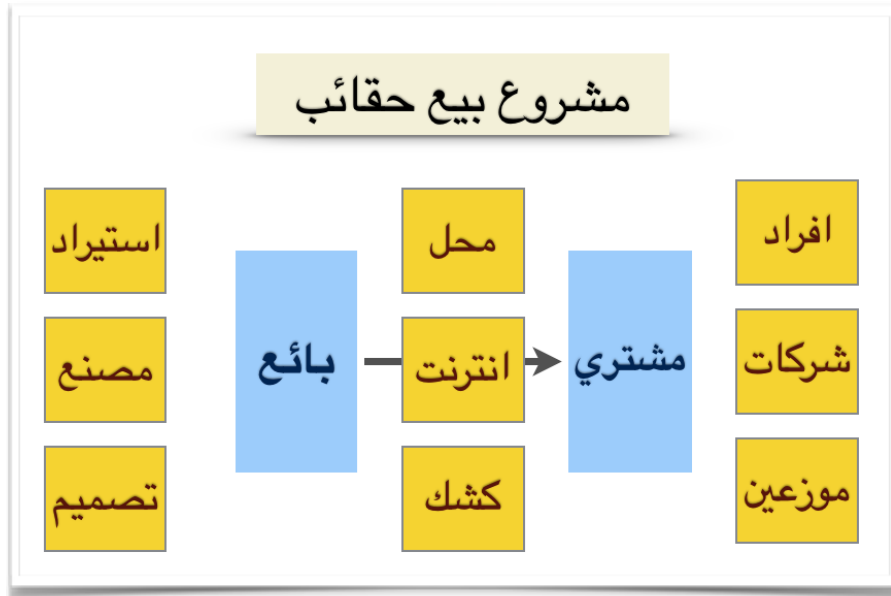 مشروع بيع حقائب
افراد
شركات
موزعين
مشتري
محل
انترنت
كشك
بائع
استيراد
مصنع
تصميم